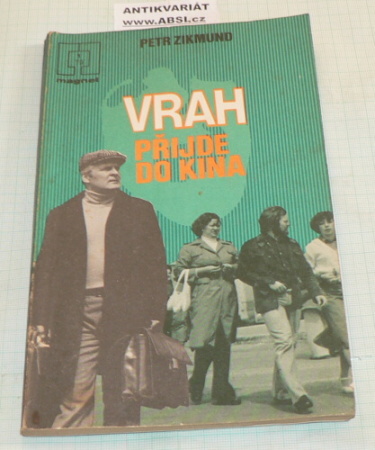 ANTIKVARIÁT
www.ABSI.cz
PETR ZIKMUND
magnet
VRAH
PŘIJDE
DO KINA